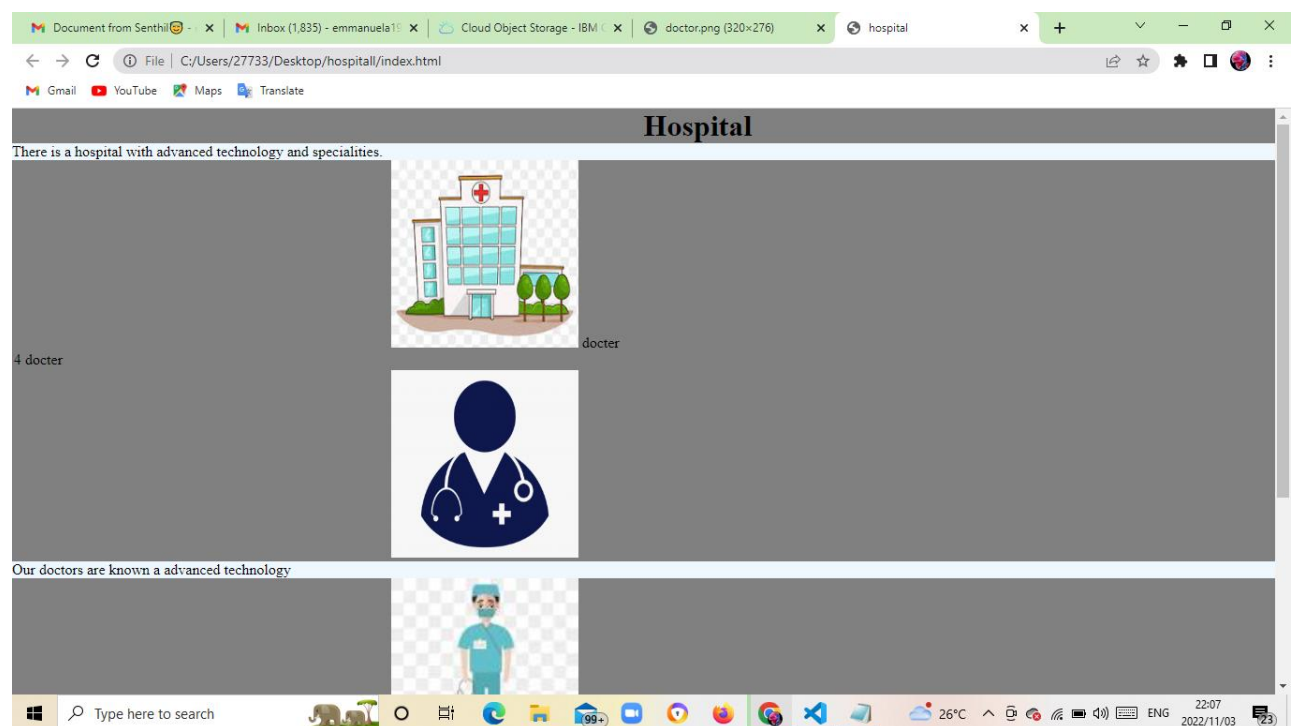 Document from Senthil😇 -
Inbox (1,835) - emmanuela19
Cloud Object Storage - IBM C
doctor.png (320×276)
hospital
File | C:/Users/27733/Desktop/hospitall/index.html
Gmail YouTube Maps Translate
Hospital
There is a hospital with advanced technology and specialities.
docter
4 docter
Our doctors are known a advanced technology
Type here to search
99+
26°C
ENG
22:07
2022/11/03
23